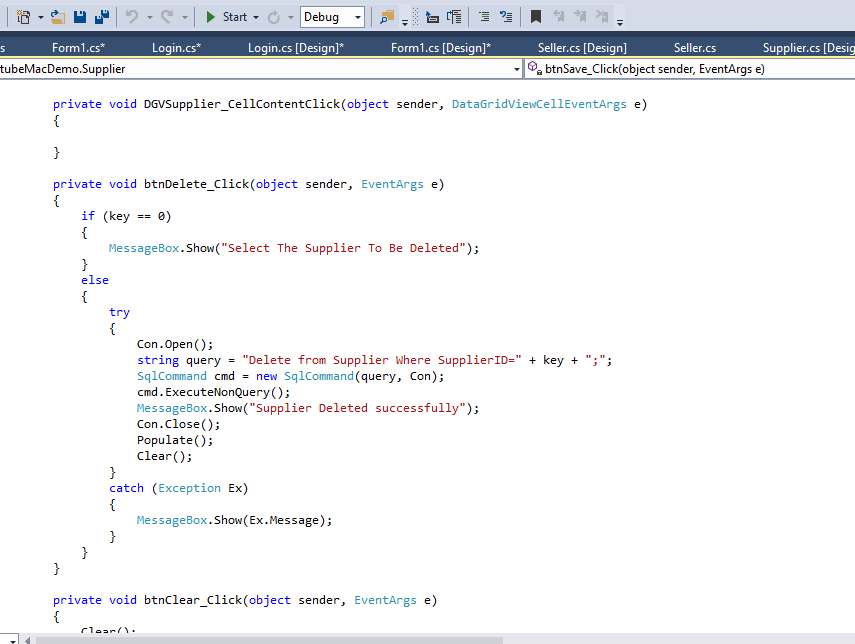 Start Debug
s Form1.cs* Login.cs* Login.cs [Design]* Form1.cs [Design]* Seller.cs [Design] Seller.cs Supplier.cs [Desig
tubeMacDemo.Supplier btnSave_Click(object sender, EventArgs e)
private void DGVSupplier_CellContentClick(object sender, DataGridViewCellEventArgs e)
{
}
private void btnDelete_Click(object sender, EventArgs e)
{
if (key == 0)
{
MessageBox.Show("Select The Supplier To Be Deleted");
}
else
{
try
{
Con.Open();
string query = "Delete from Supplier Where SupplierID=" + key + ";";
SqlCommand cmd = new SqlCommand(query, Con);
cmd.ExecuteNonQuery();
MessageBox.Show("Supplier Deleted successfully");
Con.Close();
Populate();
Clear();
}
catch (Exception Ex)
{
MessageBox.Show(Ex.Message);
}
}
}
private void btnClear_Click(object sender, EventArgs e)
{
Clear();